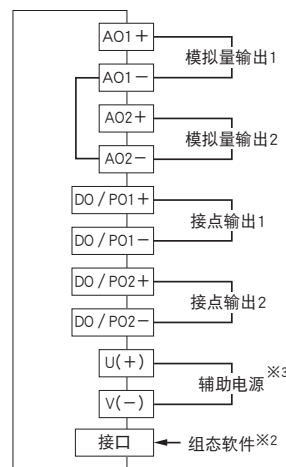 AO1+
模拟量输出1
AO1−
AO2+
模拟量输出2
AO2−
DO / PO1+
接点输出1
DO / PO1−
DO / PO2+
接点输出2
DO / PO2−
U(+)
辅助电源※3
V(−)
接口
组态软件※2